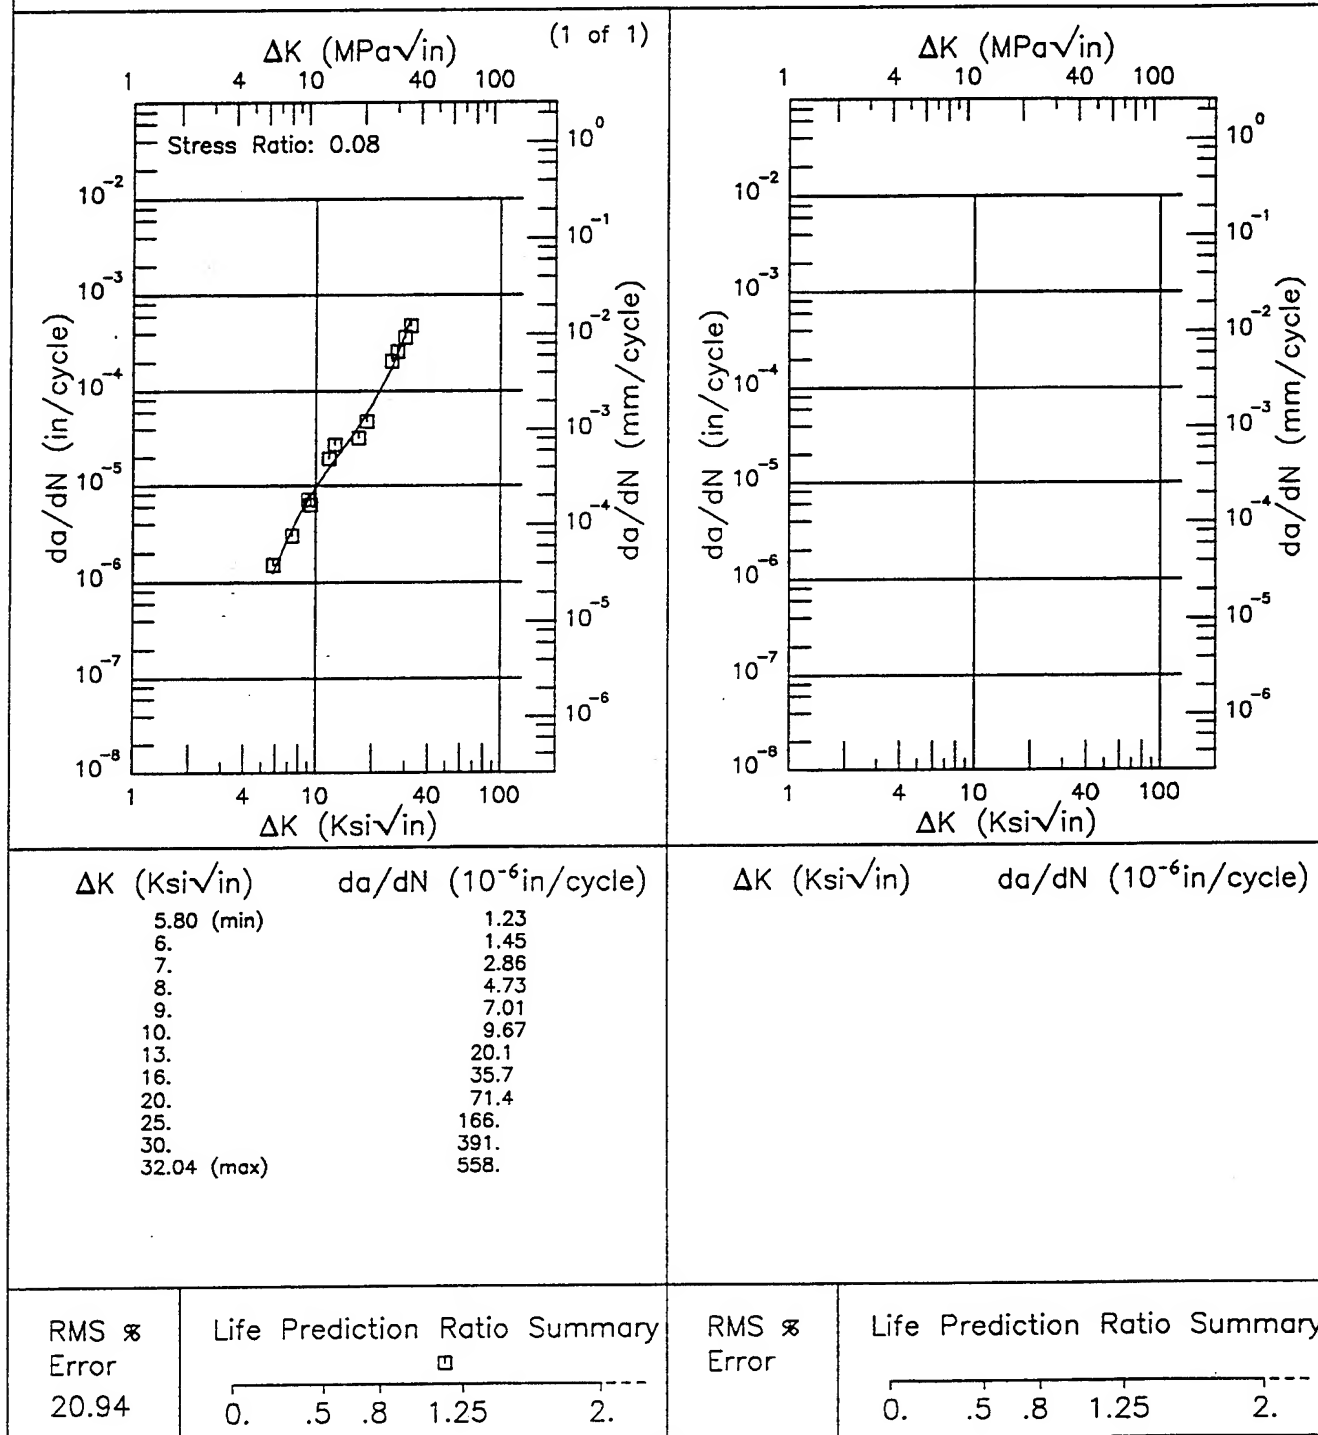 (1 of 1)
ΔK (MPa√in)
1 4 10 40 100
Stress Ratio: 0.08
10⁻²
10⁻³
10⁻⁴
10⁻⁵
10⁻⁶
10⁻⁷
10⁻⁸
da/dN (in/cycle)
10⁰
10⁻¹
10⁻²
10⁻³
10⁻⁴
10⁻⁵
10⁻⁶
da/dN (mm/cycle)
1 4 10 40 100
ΔK (Ksi√in)
ΔK (MPa√in)
1 4 10 40 100
10⁻²
10⁻³
10⁻⁴
10⁻⁵
10⁻⁶
10⁻⁷
10⁻⁸
da/dN (in/cycle)
10⁰
10⁻¹
10⁻²
10⁻³
10⁻⁴
10⁻⁵
10⁻⁶
da/dN (mm/cycle)
1 4 10 40 100
ΔK (Ksi√in)
ΔK (Ksi√in) da/dN (10⁻⁶in/cycle)
5.80 (min) 1.23
6. 1.45
7. 2.86
8. 4.73
9. 7.01
10. 9.67
13. 20.1
16. 35.7
20. 71.4
25. 166.
30. 391.
32.04 (max) 558.
ΔK (Ksi√in) da/dN (10⁻⁶in/cycle)
RMS %
Error
20.94
Life Prediction Ratio Summary
0. .5 .8 1.25 2.
RMS %
Error
Life Prediction Ratio Summary
0. .5 .8 1.25 2.